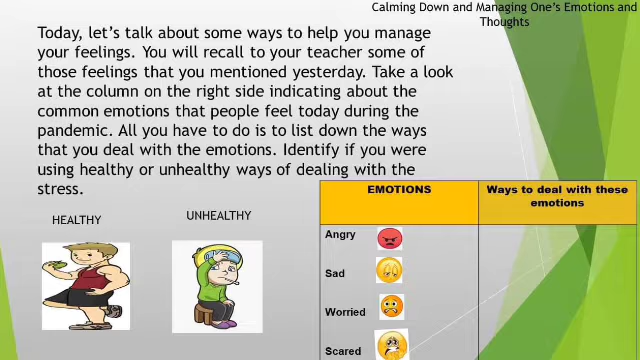 Calming Down and Managing One's Emotions and
Thoughts
Today, let's talk about some ways to help you manage
your feelings. You will recall to your teacher some of
those feelings that you mentioned yesterday. Take a look
at the column on the right side indicating about the
common emotions that people feel today during the
pandemic. All you have to do is to list down the ways
that you deal with the emotions. Identify if you were
using healthy or unhealthy ways of dealing with the
stress.
HEALTHY
UNHEALTHY
EMOTIONS
Ways to deal with these
emotions
Angry
Sad
Worried
Scared